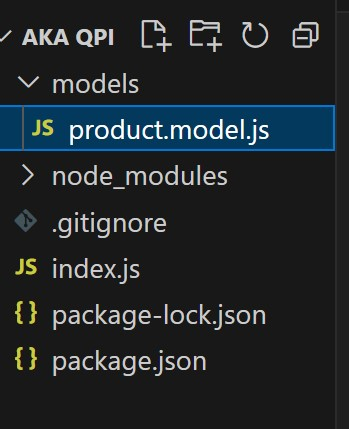 AKA QPI
models
JS product.model.js
node_modules
.gitignore
JS index.js
{} package-lock.json
{} package.json